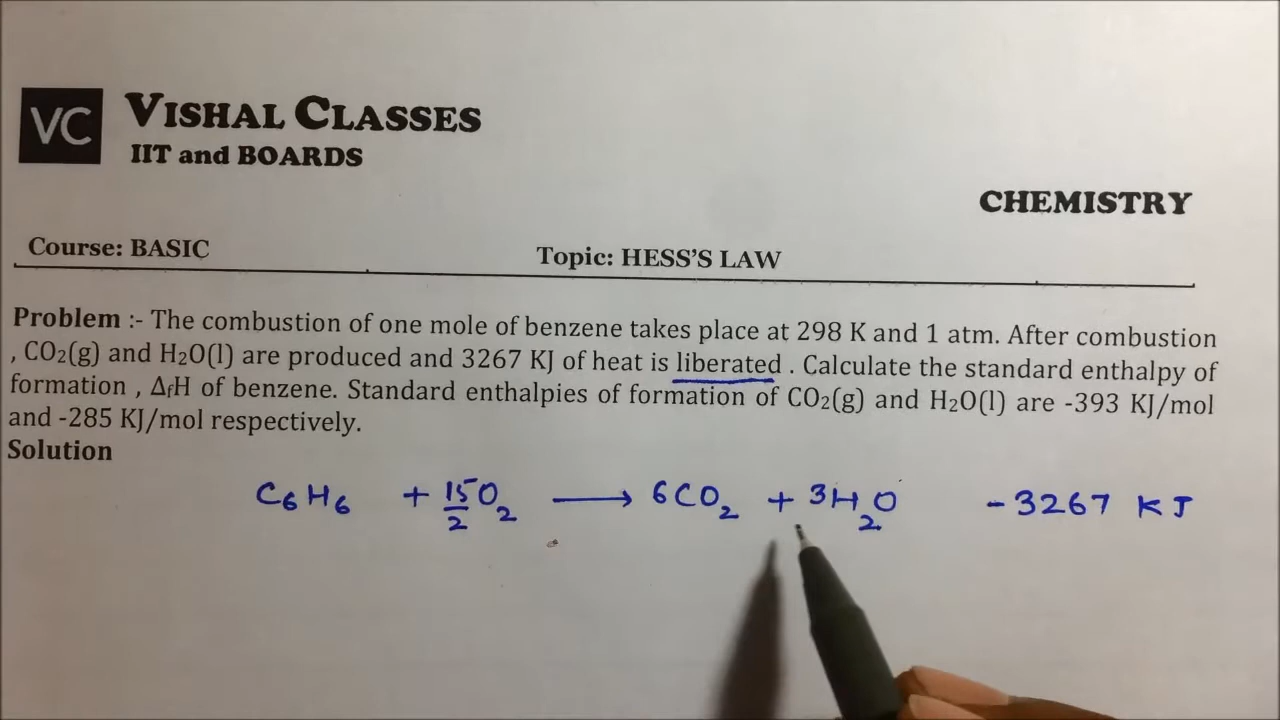 VC
VISHAL CLASSES
IIT and BOARDS
CHEMISTRY
Course: BASIC Topic: HESS'S LAW
Problem :- The combustion of one mole of benzene takes place at 298 K and 1 atm. After combustion
, CO₂(g) and H₂O(l) are produced and 3267 KJ of heat is liberated . Calculate the standard enthalpy of
formation , ΔfH of benzene. Standard enthalpies of formation of CO₂(g) and H₂O(l) are -393 KJ/mol
and -285 KJ/mol respectively.
Solution
C₆H₆ + 15/2 O₂ ⟶ 6CO₂ + 3H₂O -3267 KJ